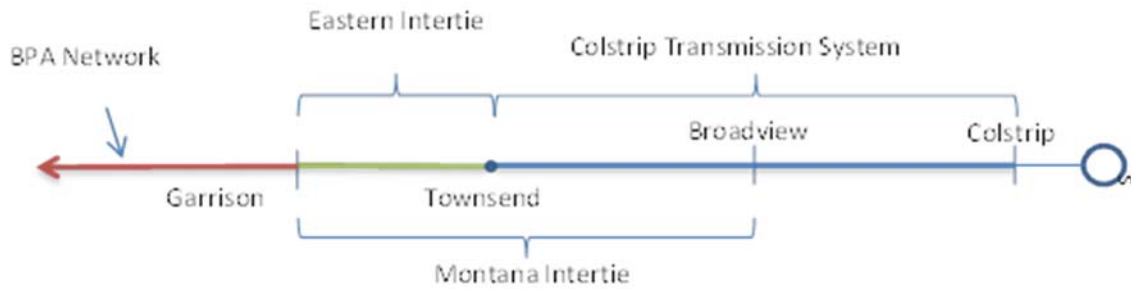 Eastern Intertie
Colstrip Transmission System
BPA Network
Broadview
Colstrip
Garrison
Townsend
Montana Intertie